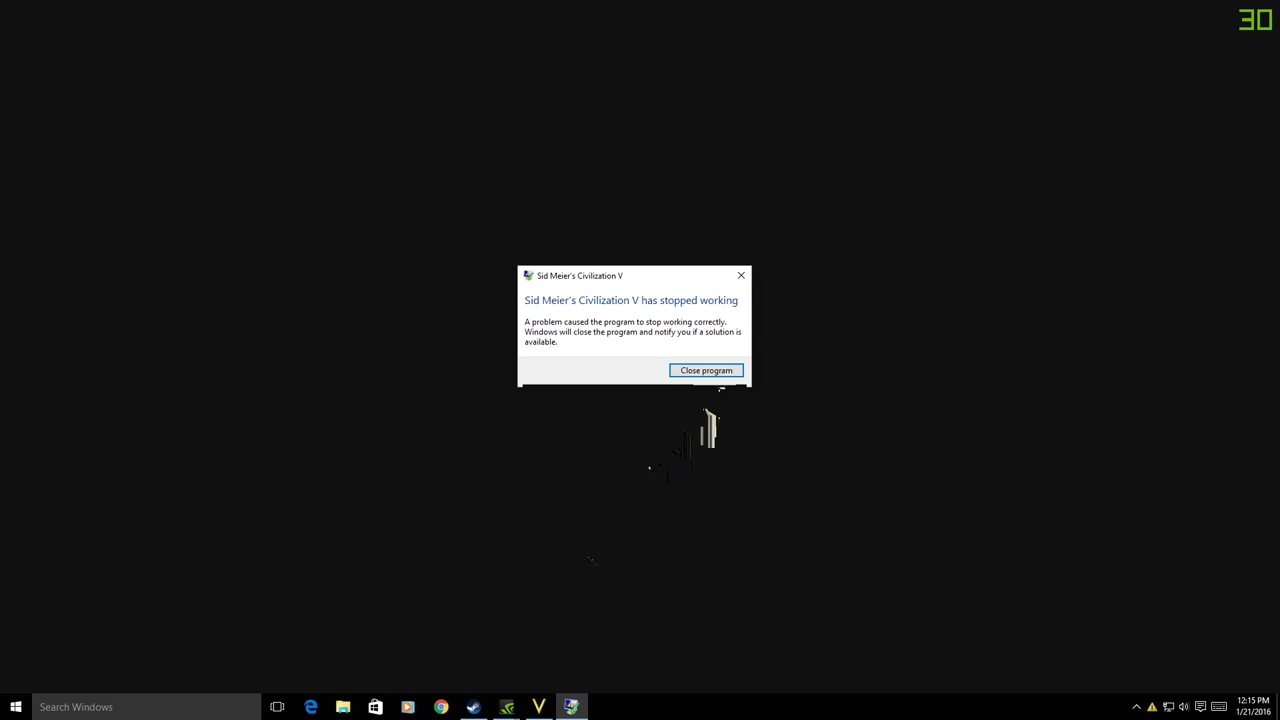 30
Sid Meier's Civilization V
Sid Meier's Civilization V has stopped working
A problem caused the program to stop working correctly.
Windows will close the program and notify you if a solution is
available.
Close program
Search Windows
12:15 PM
1/21/2016